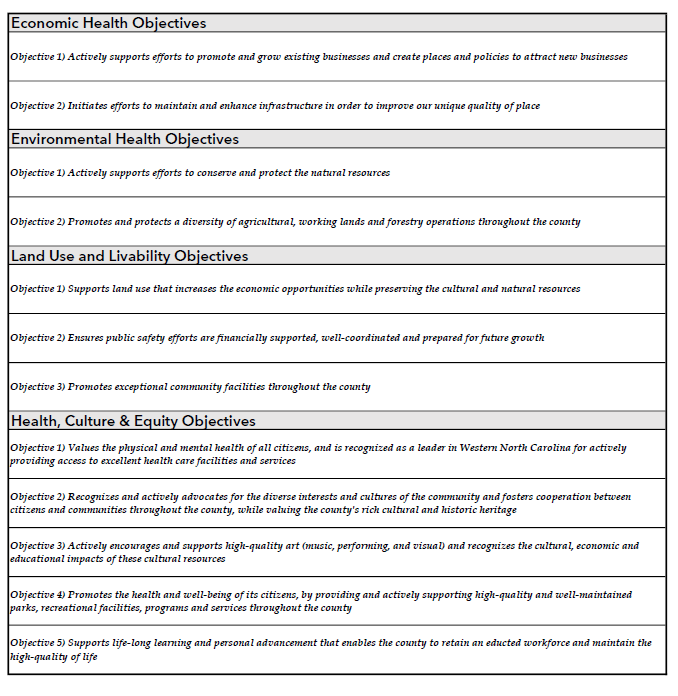 Economic Health Objectives
Objective 1) Actively supports efforts to promote and grow existing businesses and create places and policies to attract new businesses
Objective 2) Initiates efforts to maintain and enhance infrastructure in order to improve our unique quality of place
Environmental Health Objectives
Objective 1) Actively supports efforts to conserve and protect the natural resources
Objective 2) Promotes and protects a diversity of agricultural, working lands and forestry operations throughout the county
Land Use and Livability Objectives
Objective 1) Supports land use that increases the economic opportunities while preserving the cultural and natural resources
Objective 2) Ensures public safety efforts are financially supported, well-coordinated and prepared for future growth
Objective 3) Promotes exceptional community facilities throughout the county
Health, Culture & Equity Objectives
Objective 1) Values the physical and mental health of all citizens, and is recognized as a leader in Western North Carolina for actively
providing access to excellent health care facilities and services
Objective 2) Recognizes and actively advocates for the diverse interests and cultures of the community and fosters cooperation between
citizens and communities throughout the county, while valuing the county's rich cultural and historic heritage
Objective 3) Actively encourages and supports high-quality art (music, performing, and visual) and recognizes the cultural, economic and
educational impacts of these cultural resources
Objective 4) Promotes the health and well-being of its citizens, by providing and actively supporting high-quality and well-maintained
parks, recreational facilities, programs and services throughout the county
Objective 5) Supports life-long learning and personal advancement that enables the county to retain an educted workforce and maintain the
high-quality of life